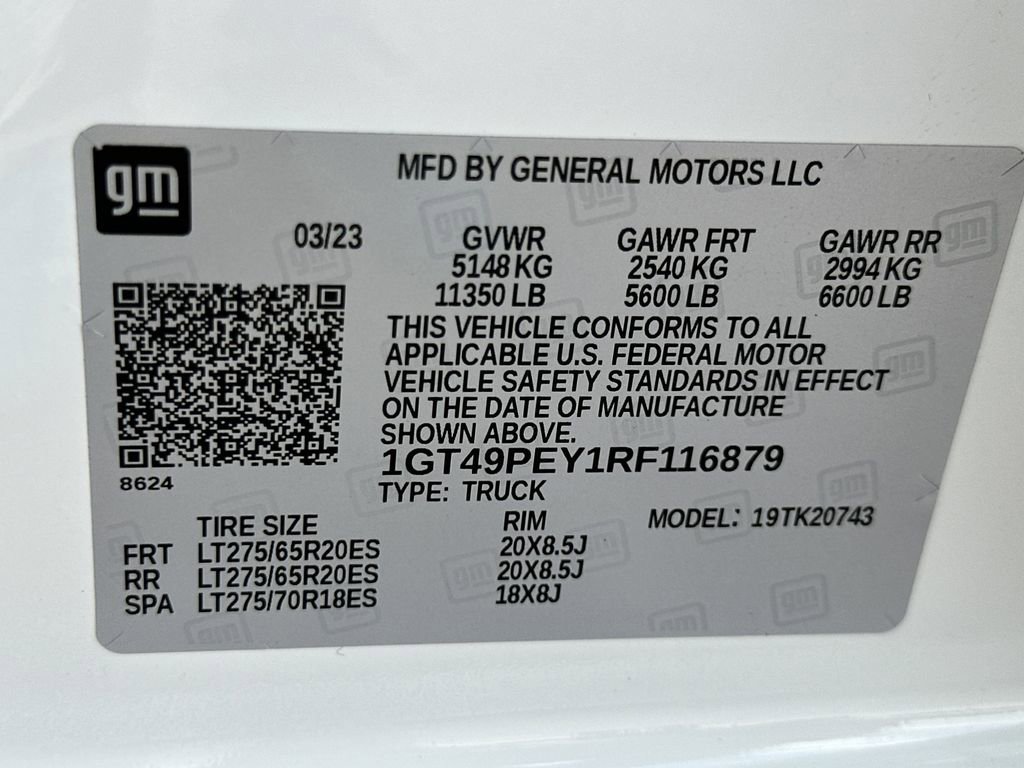 gm
MFD BY GENERAL MOTORS LLC
03/23 GVWR GAWR FRT GAWR RR
5148 KG 2540 KG 2994 KG
11350 LB 5600 LB 6600 LB
THIS VEHICLE CONFORMS TO ALL
APPLICABLE U.S. FEDERAL MOTOR
VEHICLE SAFETY STANDARDS IN EFFECT
ON THE DATE OF MANUFACTURE
SHOWN ABOVE.
1GT49PEY1RF116879
8624
TYPE: TRUCK
TIRE SIZE RIM MODEL: 19TK20743
FRT LT275/65R20ES 20X8.5J
RR LT275/65R20ES 20X8.5J
SPA LT275/70R18ES 18X8J